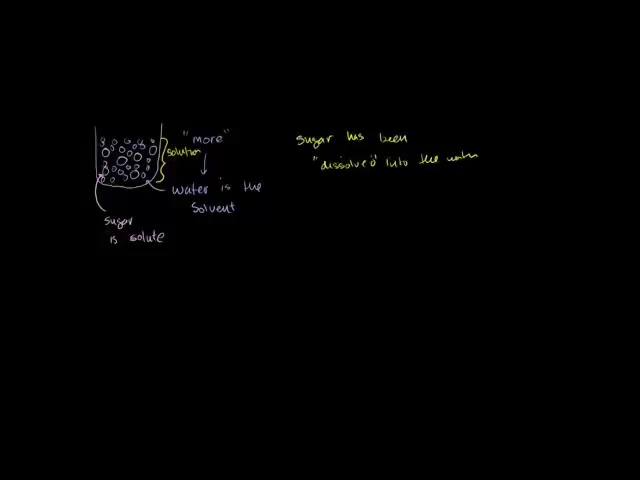 "more"
solution
water is the
solvent
sugar
is solute
sugar has been
"dissolved" into the water